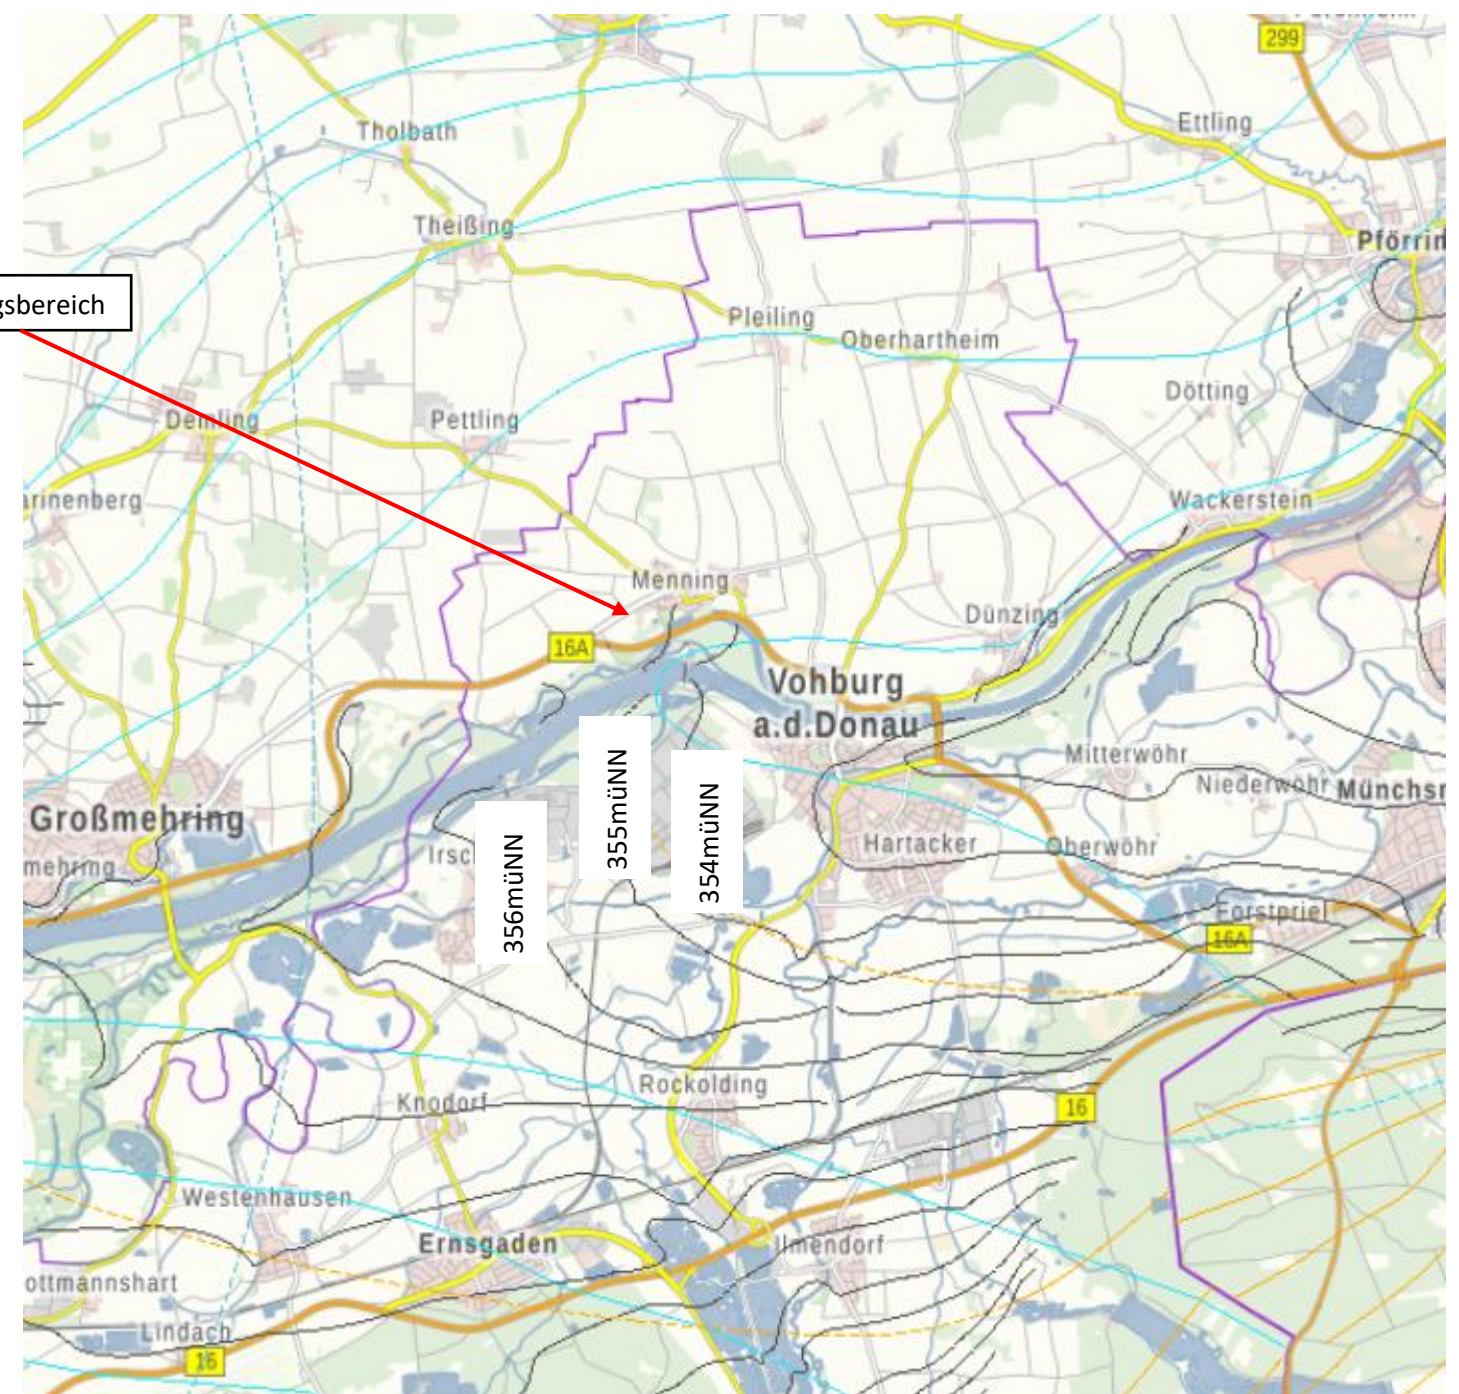 299
Ettling
Tholbath
Theißing
Pförrin
gsbereich
Pleiling
Oberhartheim
Dötting
Demling
Pettling
arinenberg
Wackerstein
Menning
Dünzing
16A
Vohburg
a.d.Donau
Mitterwöhr
Niederwöhr
Münchsr
355müNN
354müNN
356müNN
Großmehring
mehring
Irsc
Hartacker
Oberwöhr
Forstpriel
16A
Rockolding
Knodorf
16
Westenhausen
Ernsgaden
Ilmendorf
ottmannshart
Lindach
16